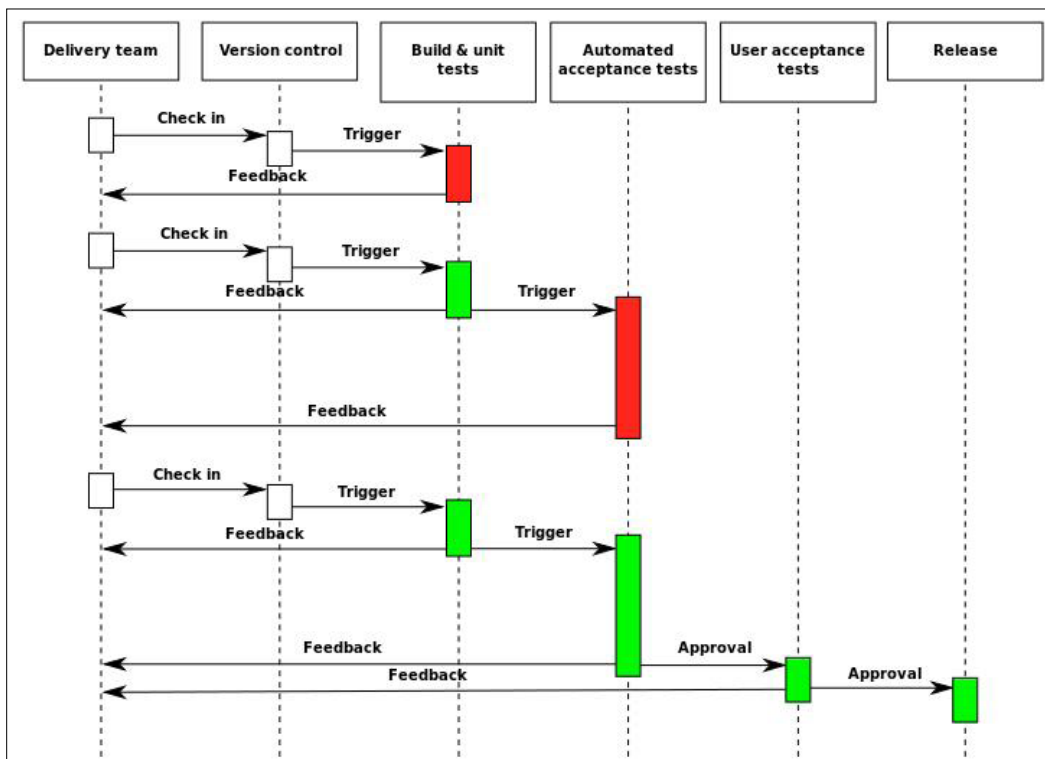 Delivery team
Version control
Build & unit
tests
Automated
acceptance tests
User acceptance
tests
Release
Check in
Trigger
Feedback
Check in
Trigger
Feedback
Trigger
Feedback
Check in
Trigger
Feedback
Trigger
Feedback
Approval
Feedback
Approval